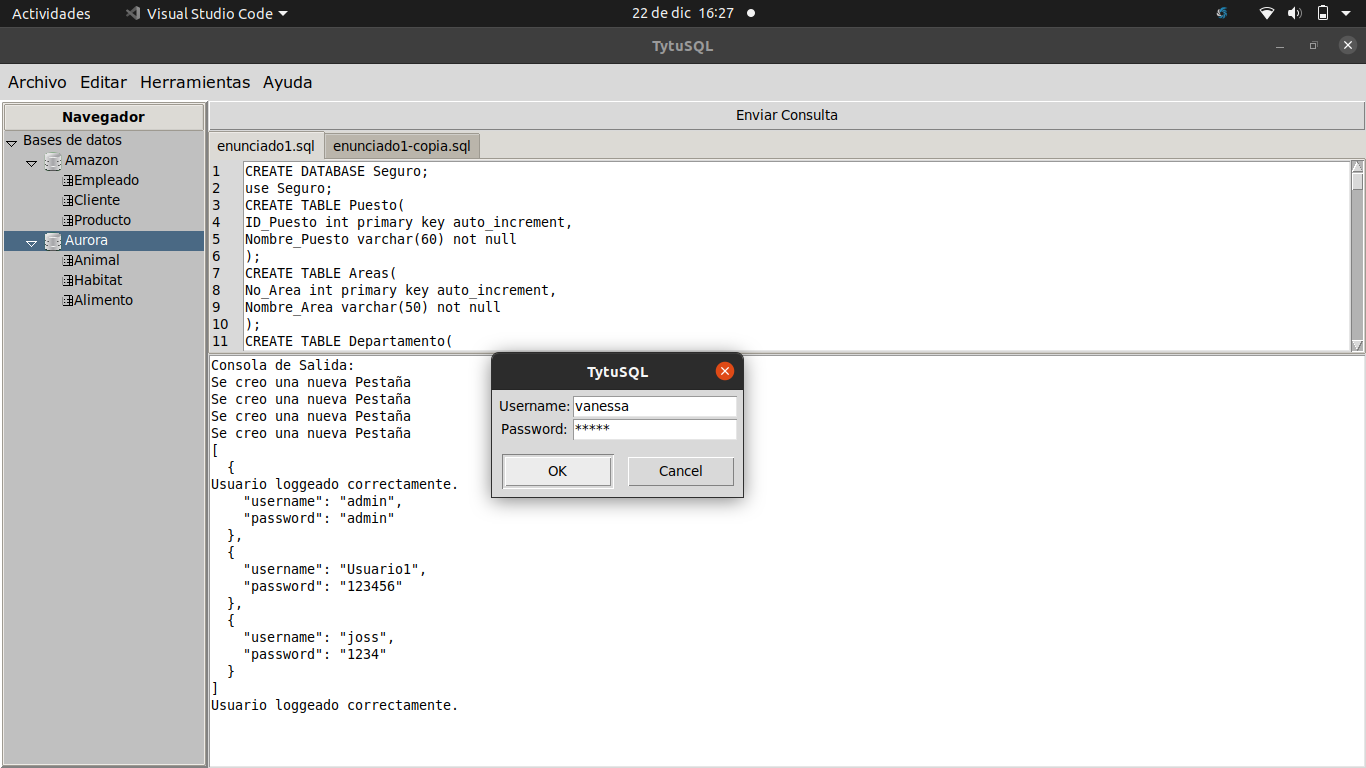 Actividades Visual Studio Code 22 de dic 16:27
TytuSQL
Archivo Editar Herramientas Ayuda
Navegador
Bases de datos
Amazon
Empleado
Cliente
Producto
Aurora
Animal
Habitat
Alimento
Enviar Consulta
enunciado1.sql enunciado1-copia.sql
1 CREATE DATABASE Seguro;
2 use Seguro;
3 CREATE TABLE Puesto(
4 ID_Puesto int primary key auto_increment,
5 Nombre_Puesto varchar(60) not null
6 );
7 CREATE TABLE Areas(
8 No_Area int primary key auto_increment,
9 Nombre_Area varchar(50) not null
10 );
11 CREATE TABLE Departamento(
Consola de Salida:
Se creo una nueva Pestaña
Se creo una nueva Pestaña
Se creo una nueva Pestaña
Se creo una nueva Pestaña
[
{
Usuario loggeado correctamente.
"username": "admin",
"password": "admin"
},
{
"username": "Usuario1",
"password": "123456"
},
{
"username": "joss",
"password": "1234"
}
]
Usuario loggeado correctamente.
TytuSQL
Username: vanessa
Password: *****
OK Cancel